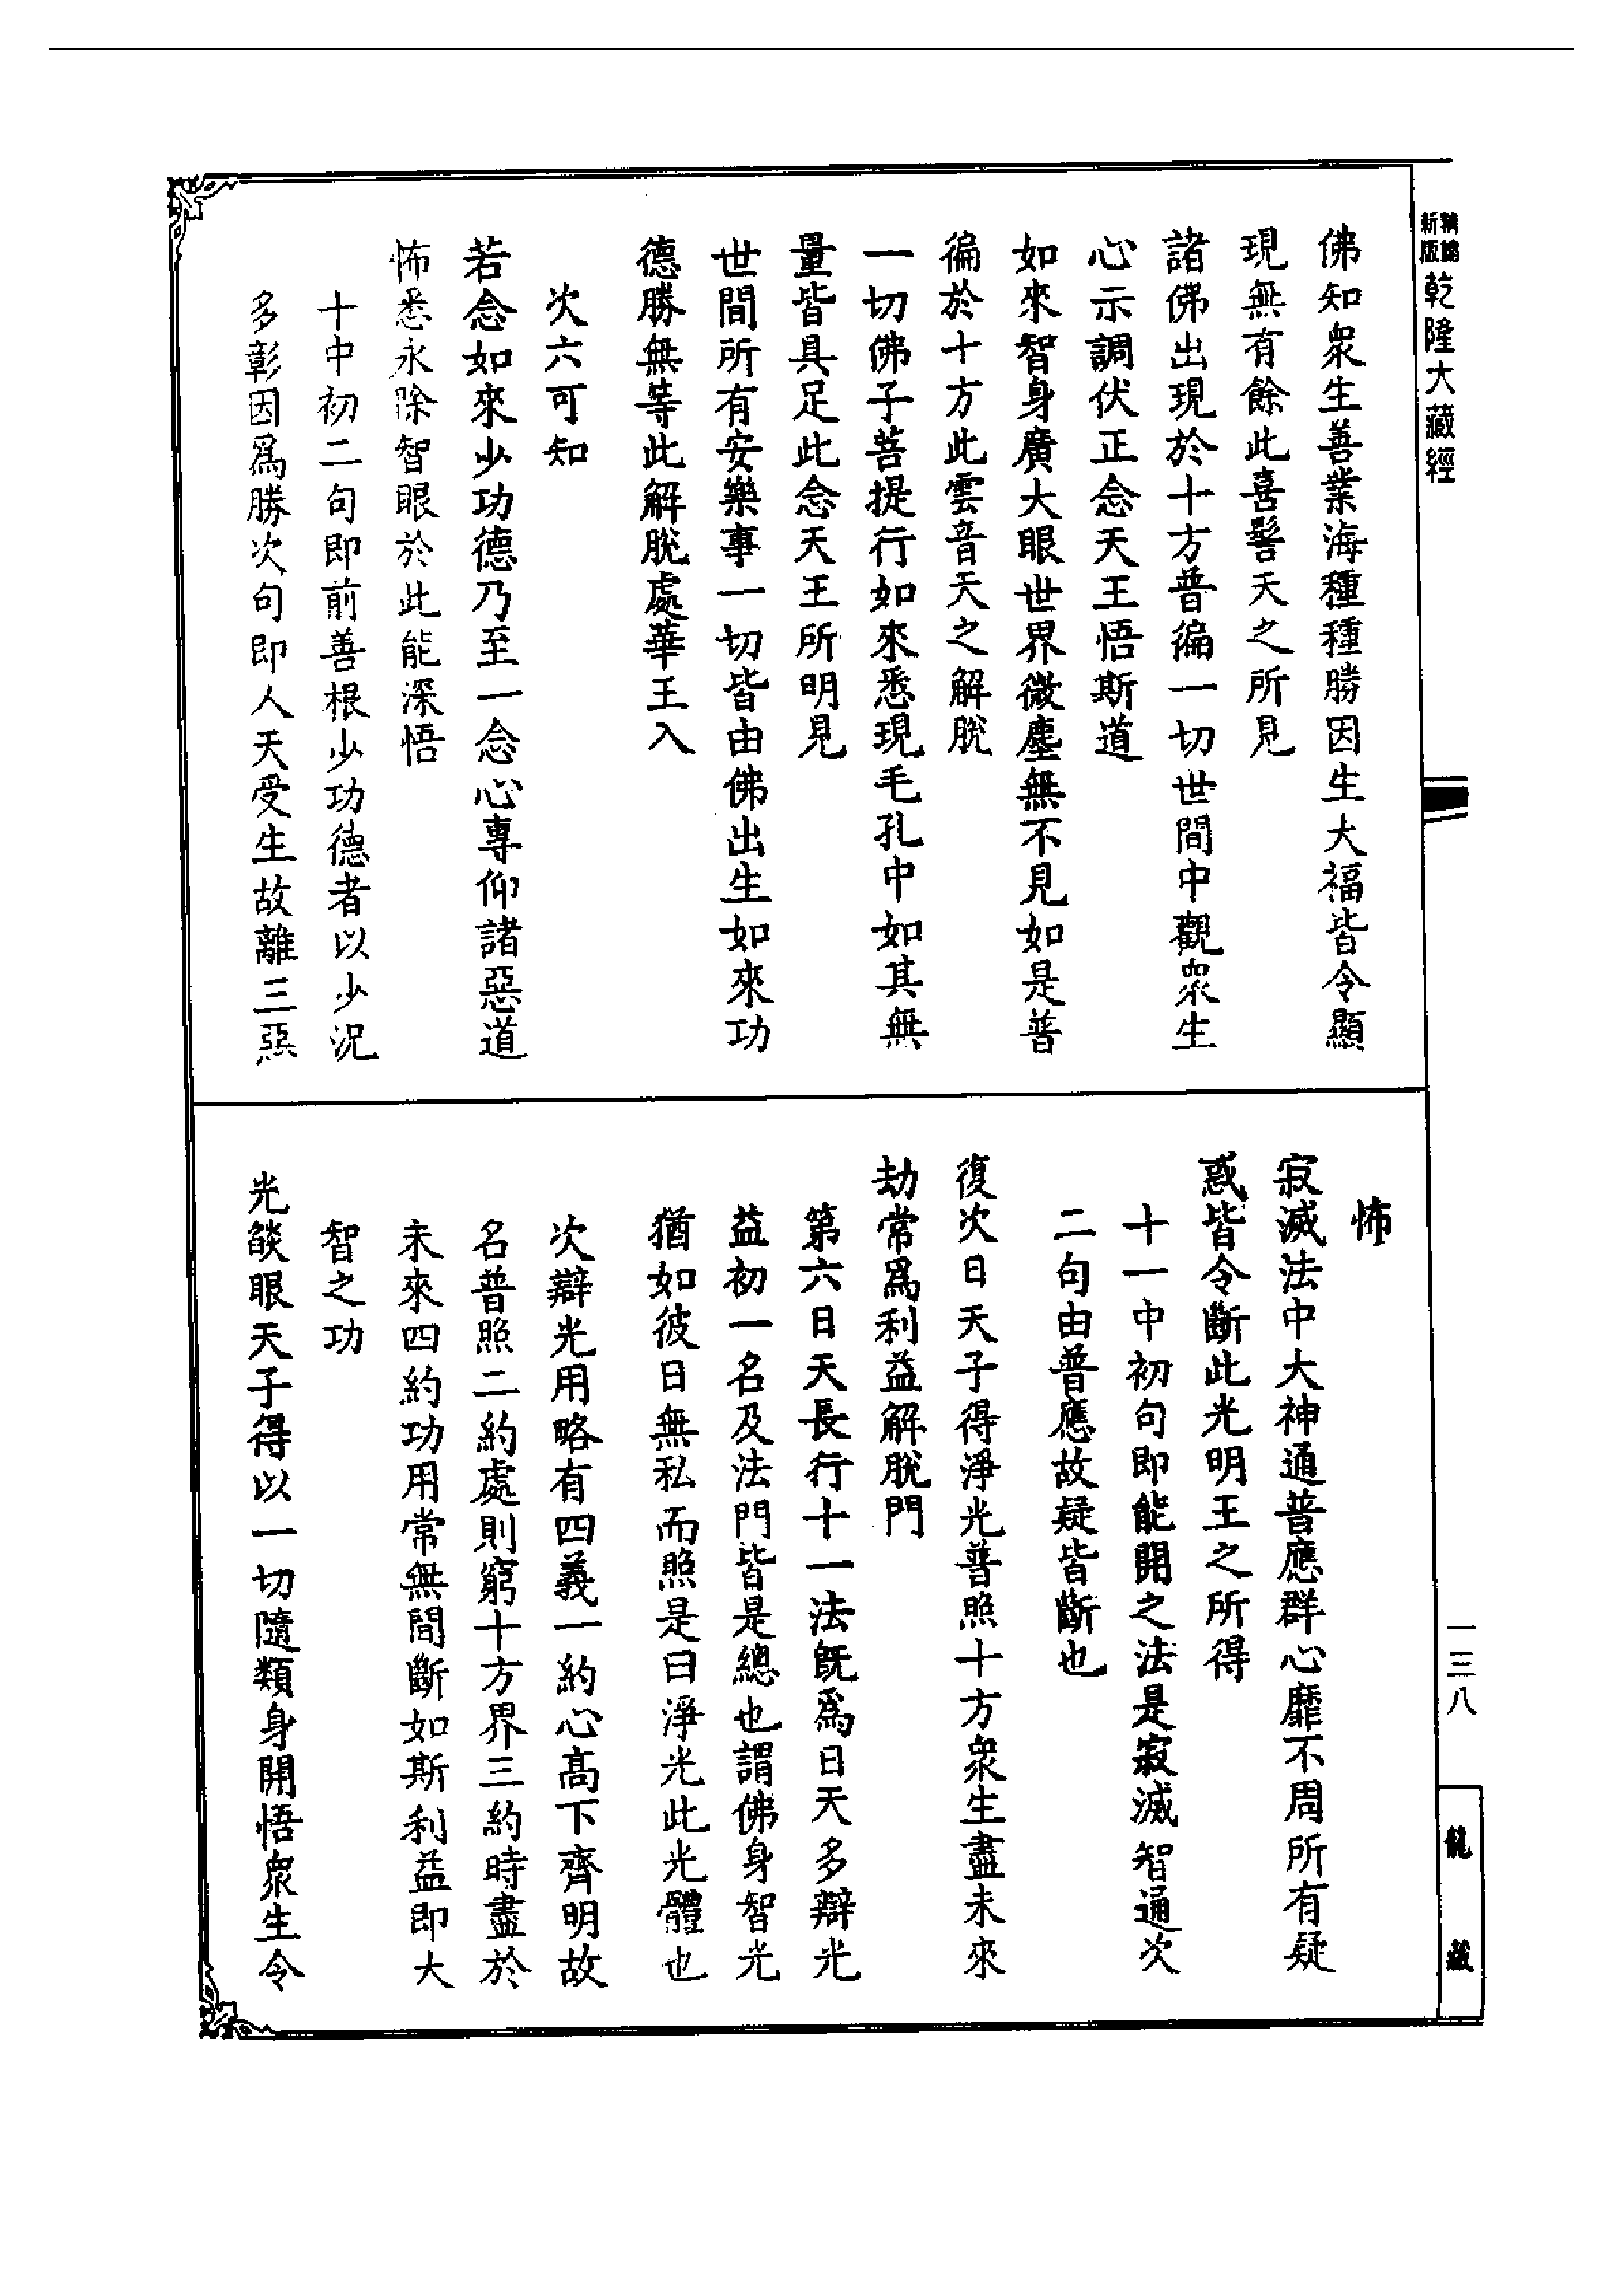 新版精縮乾隆大藏經
佛知衆生善業海種種勝因生大福皆令顯
現無有餘此喜髻天之所見
諸佛出現於十方普徧一切世間中觀衆生
心示調伏正念天王悟斯道
如來智身廣大眼世界微塵無不見如是普
徧於十方此雲音天之解脫
一切佛子菩提行如來悉現毛孔中如其無
量皆具足此念天王所明見
世間所有安樂事一切皆由佛出生如來功
德勝無等此解脫處華王入
次六可知
若念如來少功德乃至一念心專仰諸惡道
怖悉永除智眼於此能深悟
十中初二句即前善根少功德者以少況
多彰因爲勝次句即人天受生故離三惡
怖
寂滅法中大神通普應群心靡不周所有疑
惑皆令斷此光明王之所得
十一中初句即能開之法是寂滅智通次
二句由普應故疑皆斷也
復次日天子得淨光普照十方衆生盡未來
劫常爲利益解脫門
第六日天長行十一法旣爲日天多辯光
益初一名及法門皆是總也謂佛身智光
猶如彼日無私而照是曰淨光此光體也
次辯光用略有四義一約心高下齊明故
名普照二約處則窮十方界三約時盡於
未來四約功用常無間斷如斯利益即大
智之功
光燄眼天子得以一切隨類身開悟衆生令
一三八
龍藏